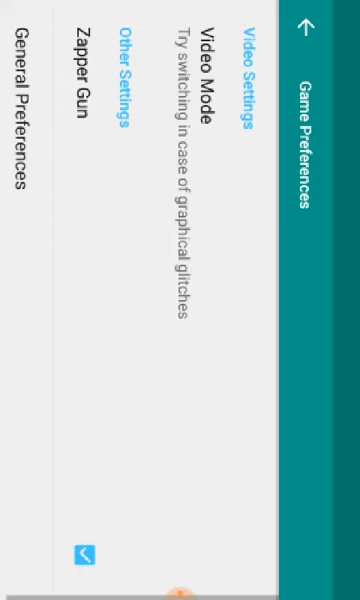 Game Preferences
Video Settings
Video Mode
Try switching in case of graphical glitches
Other Settings
Zapper Gun
General Preferences